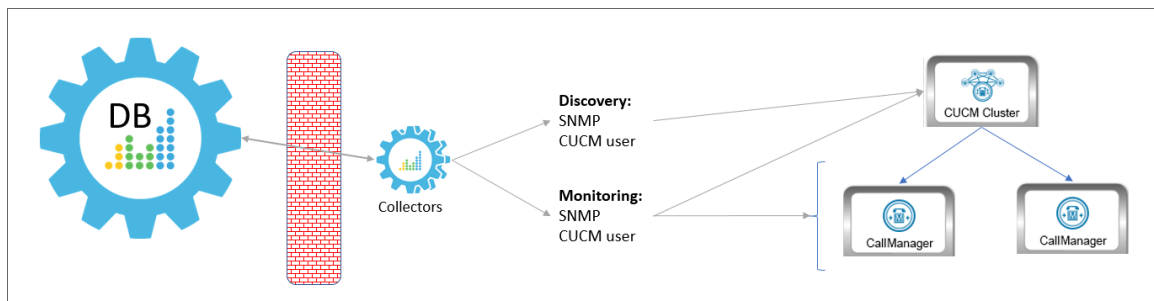 DB
Collectors
Discovery:
SNMP
CUCM user
Monitoring:
SNMP
CUCM user
CUCM Cluster
CallManager
CallManager